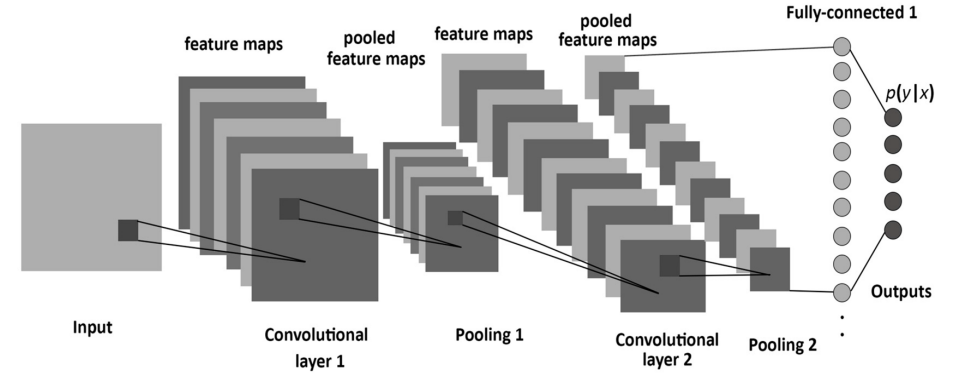 Fully-connected 1
feature maps
pooled
feature maps
feature maps
pooled
feature maps
p(y|x)
Outputs
Input
Convolutional
layer 1
Pooling 1
Convolutional
layer 2
Pooling 2